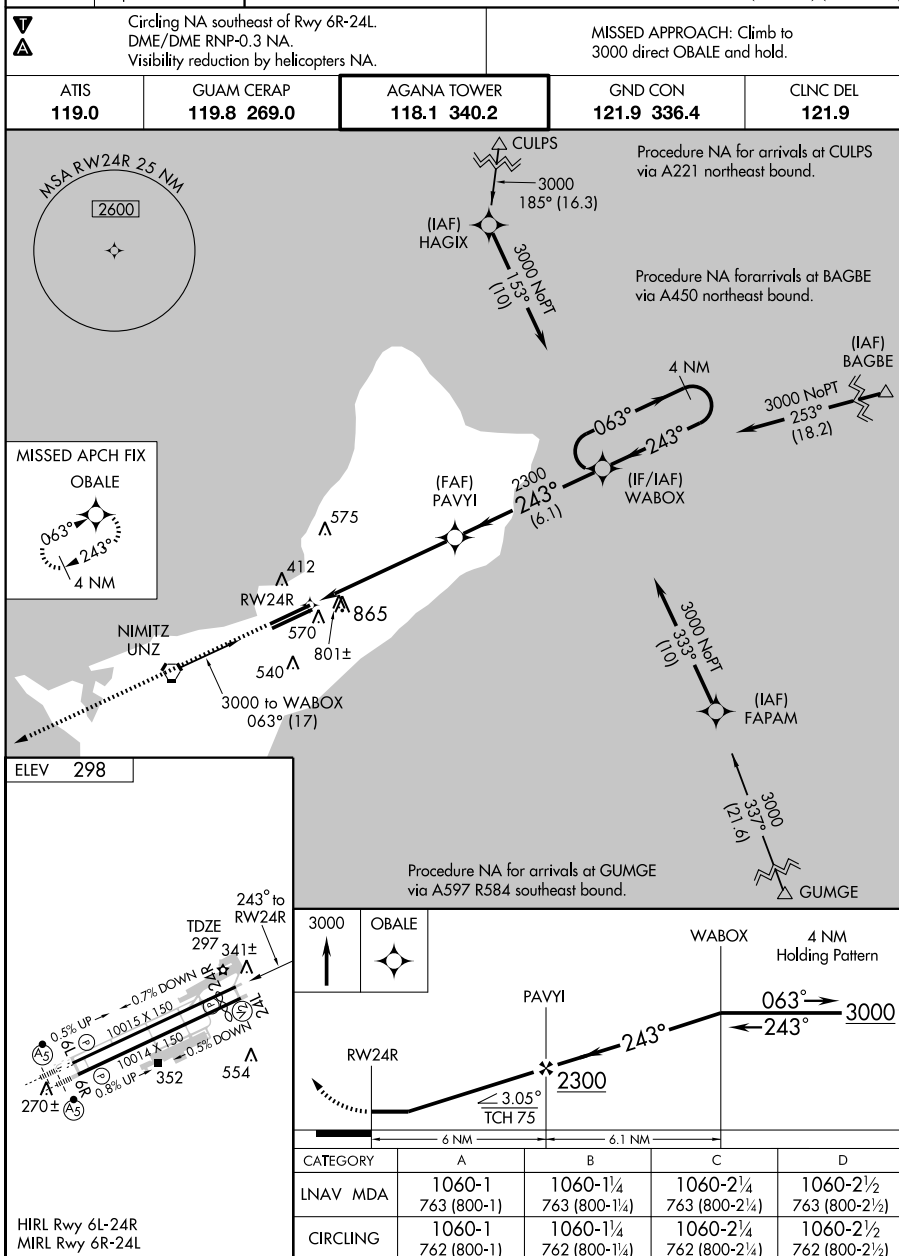 Circling NA southeast of Rwy 6R-24L.
DME/DME RNP-0.3 NA.
Visibility reduction by helicopters NA.
MISSED APPROACH: Climb to
3000 direct OBALE and hold.
ATIS
119.0
GUAM CERAP
119.8 269.0
AGANA TOWER
118.1 340.2
GND CON
121.9 336.4
CLNC DEL
121.9
MSA RW24R 25 NM
2600
CULPS
3000
185° (16.3)
(IAF)
HAGIX
3000 NoPT
153°
(10)
Procedure NA for arrivals at CULPS
via A221 northeast bound.
Procedure NA forarrivals at BAGBE
via A450 northeast bound.
(IAF)
BAGBE
3000 NoPT
253°
(18.2)
4 NM
063°
243°
(IF/IAF)
WABOX
2300
243°
(6.1)
(FAF)
PAVYI
MISSED APCH FIX
OBALE
063°
243°
4 NM
575
412
RW24R
865
570
801±
540
NIMITZ
UNZ
3000 to WABOX
063° (17)
3000 NoPT
333°
(10)
(IAF)
FAPAM
3000
337°
(21.6)
GUMGE
Procedure NA for arrivals at GUMGE
via A597 R584 southeast bound.
ELEV 298
243° to
RW24R
TDZE
297
341±
0.5% UP
0.7% DOWN
24R
24L
P
V2
10015 X 150
10014 X 150
6L
6R
P
P
A5
A5
0.8% UP
0.5% DOWN
352
554
270±
HIRL Rwy 6L-24R
MIRL Rwy 6R-24L
3000
OBALE
WABOX
4 NM
Holding Pattern
PAVYI
063°
243°
3000
243°
RW24R
2300
3.05°
TCH 75
6 NM
6.1 NM
CATEGORY A B C D
LNAV MDA
1060-1
763 (800-1)
1060-1¼
763 (800-1¼)
1060-2¼
763 (800-2¼)
1060-2½
763 (800-2½)
CIRCLING
1060-1
762 (800-1)
1060-1¼
762 (800-1¼)
1060-2¼
762 (800-2¼)
1060-2½
762 (800-2½)